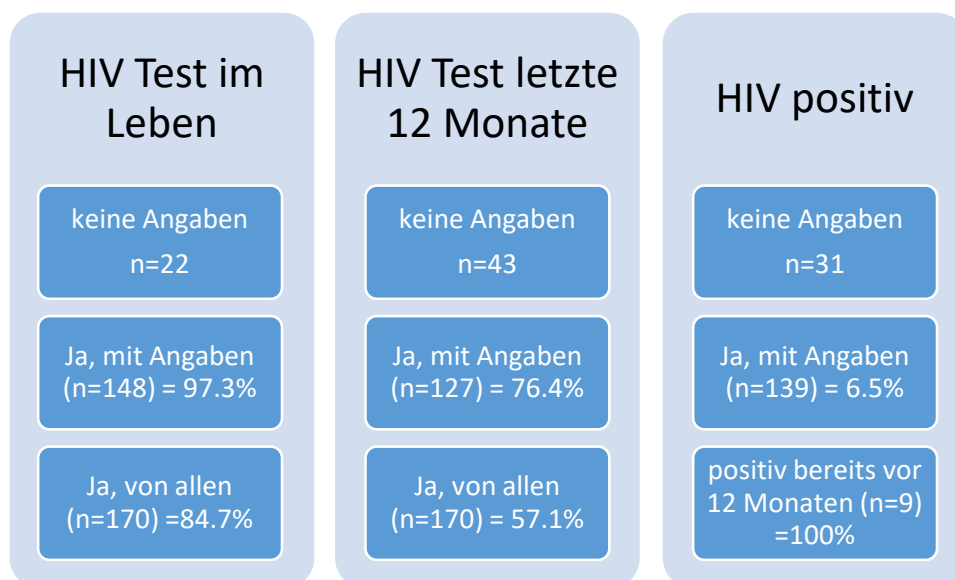 HIV Test im
Leben
keine Angaben
n=22
Ja, mit Angaben
(n=148) = 97.3%
Ja, von allen
(n=170) =84.7%
HIV Test letzte
12 Monate
keine Angaben
n=43
Ja, mit Angaben
(n=127) = 76.4%
Ja, von allen
(n=170) = 57.1%
HIV positiv
keine Angaben
n=31
Ja, mit Angaben
(n=139) = 6.5%
positiv bereits vor
12 Monaten (n=9)
=100%